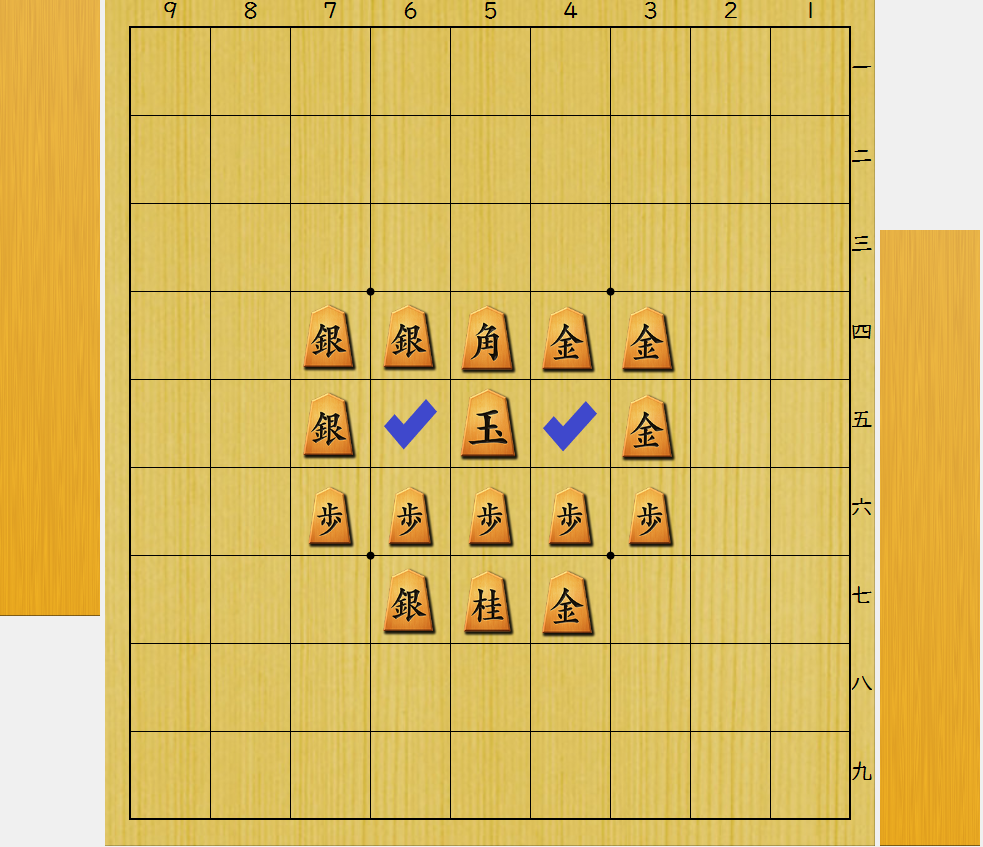 9 8 7 6 5 4 3 2 1
一
二
三
銀 銀 角 金 金 四
銀 玉 金 五
歩 歩 歩 歩 歩 六
銀 桂 金 七
八
九